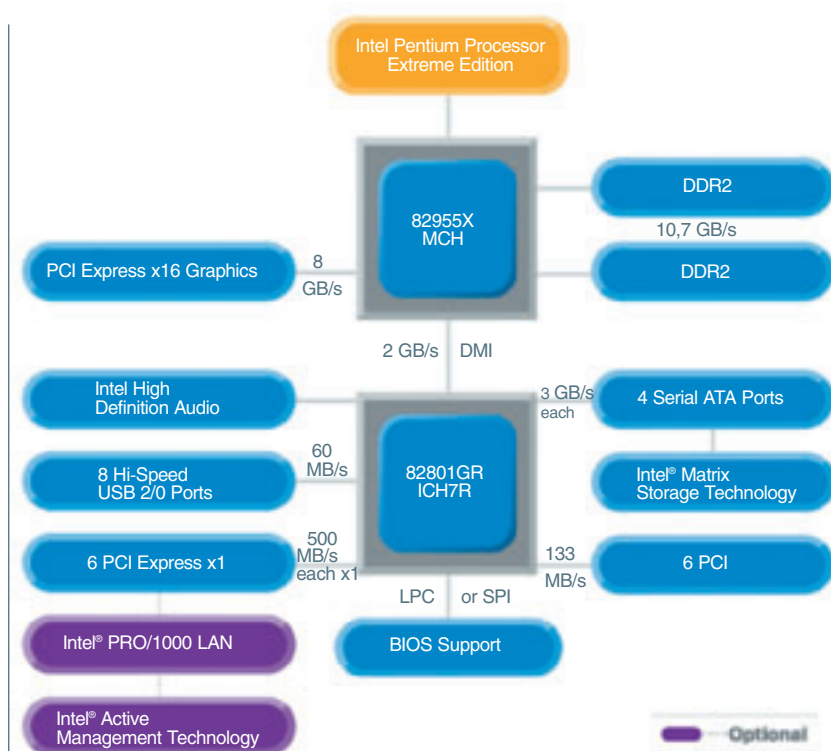 Intel Pentium Processor
Extreme Edition
82955X
MCH
DDR2
10,7 GB/s
DDR2
PCI Express x16 Graphics
8
GB/s
2 GB/s
DMI
Intel High
Definition Audio
3 GB/s
each
4 Serial ATA Ports
60
MB/s
8 Hi-Speed
USB 2/0 Ports
82801GR
ICH7R
Intel® Matrix
Storage Technology
500
MB/s
each x1
6 PCI Express x1
133
MB/s
6 PCI
LPC
or SPI
Intel® PRO/1000 LAN
BIOS Support
Intel® Active
Management Technology
Optional